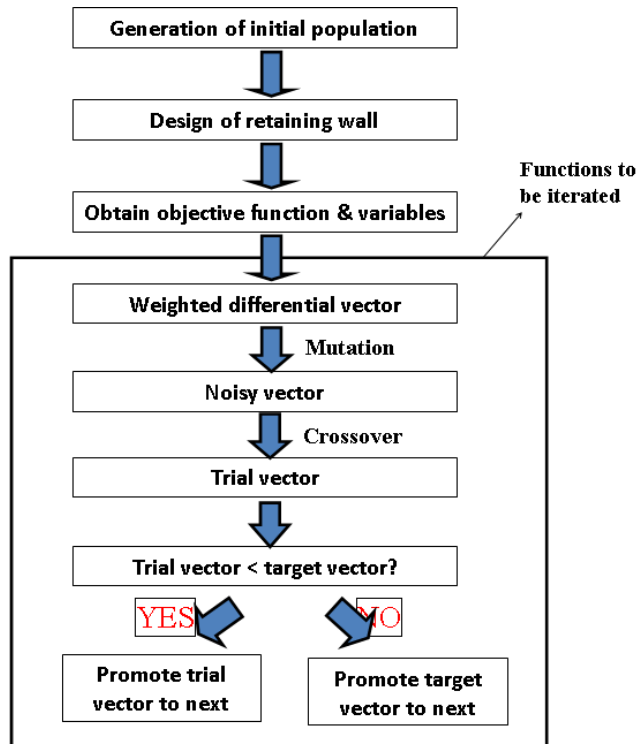 Generation of initial population
Design of retaining wall
Functions to
be iterated
Obtain objective function & variables
Weighted differential vector
Mutation
Noisy vector
Crossover
Trial vector
Trial vector < target vector?
YES
NO
Promote trial
vector to next
Promote target
vector to next